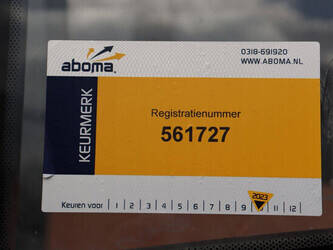 aboma
0318-691920
WWW.ABOMA.NL
KEURMERK
Registratienummer
561727
2023
Keuren voor 1 2 3 4 5 6 7 8 9 11 12